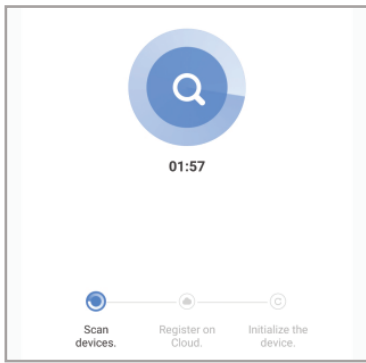 01:57
Scan
devices.
Register on
Cloud.
Initialize the
device.